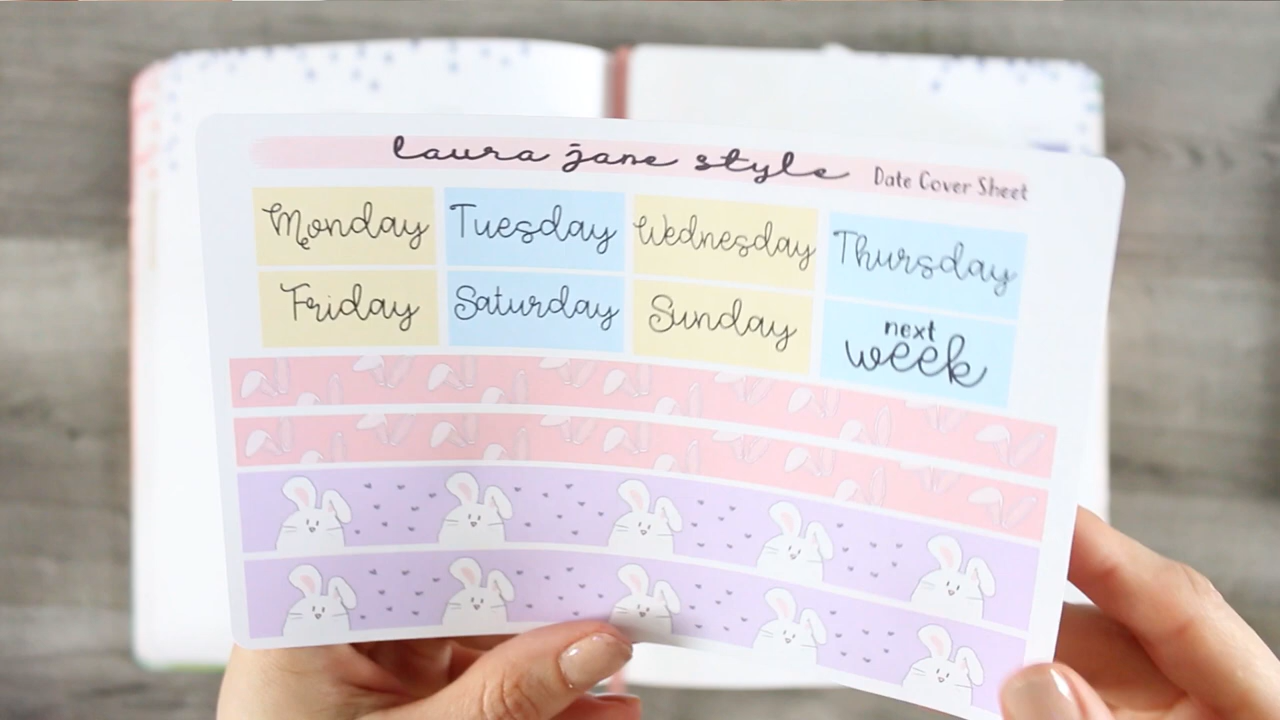 laura jane style Date Cover Sheet
Monday Tuesday Wednesday Thursday
Friday Saturday Sunday next week